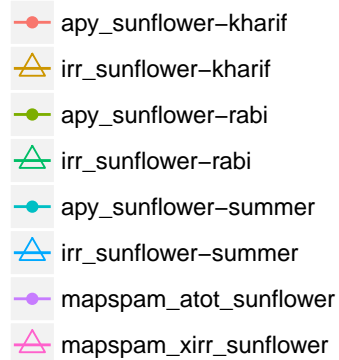 apy_sunflower−kharif
irr_sunflower−kharif
apy_sunflower−rabi
irr_sunflower−rabi
apy_sunflower−summer
irr_sunflower−summer
mapspam_atot_sunflower
mapspam_xirr_sunflower